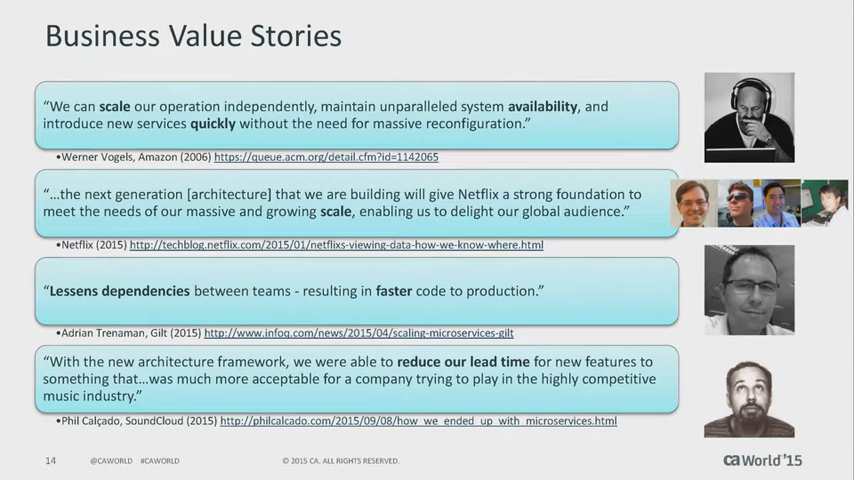 Business Value Stories
“We can scale our operation independently, maintain unparalleled system availability, and
introduce new services quickly without the need for massive reconfiguration.”
•Werner Vogels, Amazon (2006) https://queue.acm.org/detail.cfm?id=1142065
“…the next generation [architecture] that we are building will give Netflix a strong foundation to
meet the needs of our massive and growing scale, enabling us to delight our global audience.”
•Netflix (2015) http://techblog.netflix.com/2015/01/netflixs-viewing-data-how-we-know-where.html
“Lessens dependencies between teams - resulting in faster code to production.”
•Adrian Trenaman, Gilt (2015) http://www.infoq.com/news/2015/04/scaling-microservices-gilt
“With the new architecture framework, we were able to reduce our lead time for new features to
something that…was much more acceptable for a company trying to play in the highly competitive
music industry.”
•Phil Calçado, SoundCloud (2015) http://philcalcado.com/2015/09/08/how_we_ended_up_with_microservices.html
14 @CAWORLD #CAWORLD © 2015 CA. ALL RIGHTS RESERVED. ca World ’15